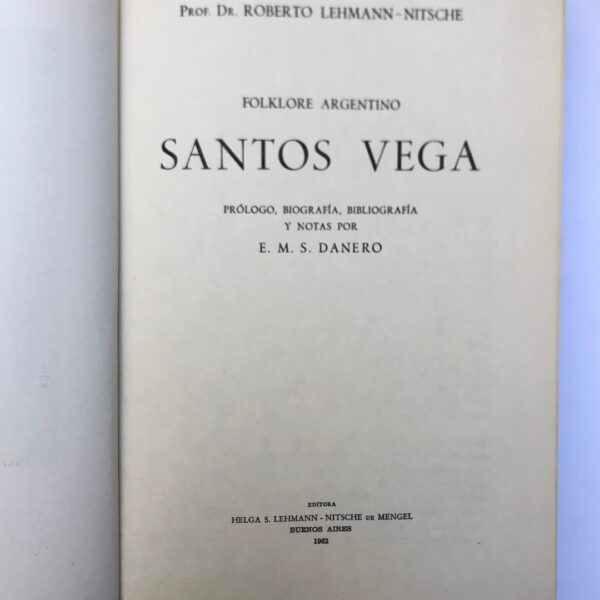 Prof. Dr. ROBERTO LEHMANN-NITSCHE
FOLKLORE ARGENTINO
SANTOS VEGA
PRÓLOGO, BIOGRAFÍA, BIBLIOGRAFÍA
Y NOTAS POR
E. M. S. DANERO
EDITORA
HELGA S. LEHMANN - NITSCHE DE MENGEL
BUENOS AIRES
1962